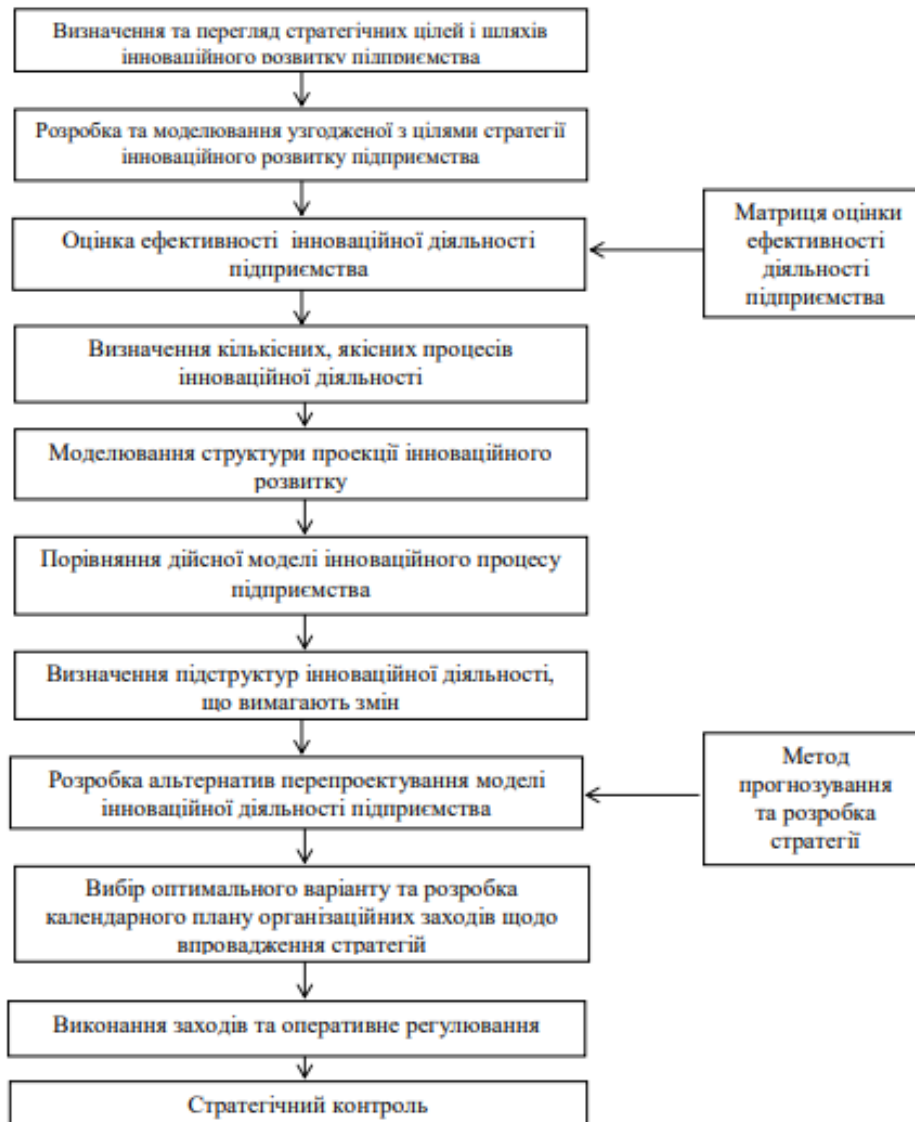 Визначення та перегляд стратегічних цілей і шляхів
інноваційного розвитку підприємства
Розробка та моделювання узгодженої з цілями стратегії
інноваційного розвитку підприємства
Оцінка ефективності інноваційної діяльності
підприємства
Матриця оцінки
ефективності
діяльності
підприємства
Визначення кількісних, якісних процесів
інноваційної діяльності
Моделювання структури проекції інноваційного
розвитку
Порівняння дійсної моделі інноваційного процесу
підприємства
Визначення підструктур інноваційної діяльності,
що вимагають змін
Розробка альтернатив перепроектування моделі
інноваційної діяльності підприємства
Метод
прогнозування
та розробка
стратегії
Вибір оптимального варіанту та розробка
календарного плану організаційних заходів щодо
впровадження стратегій
Виконання заходів та оперативне регулювання
Стратегічний контроль